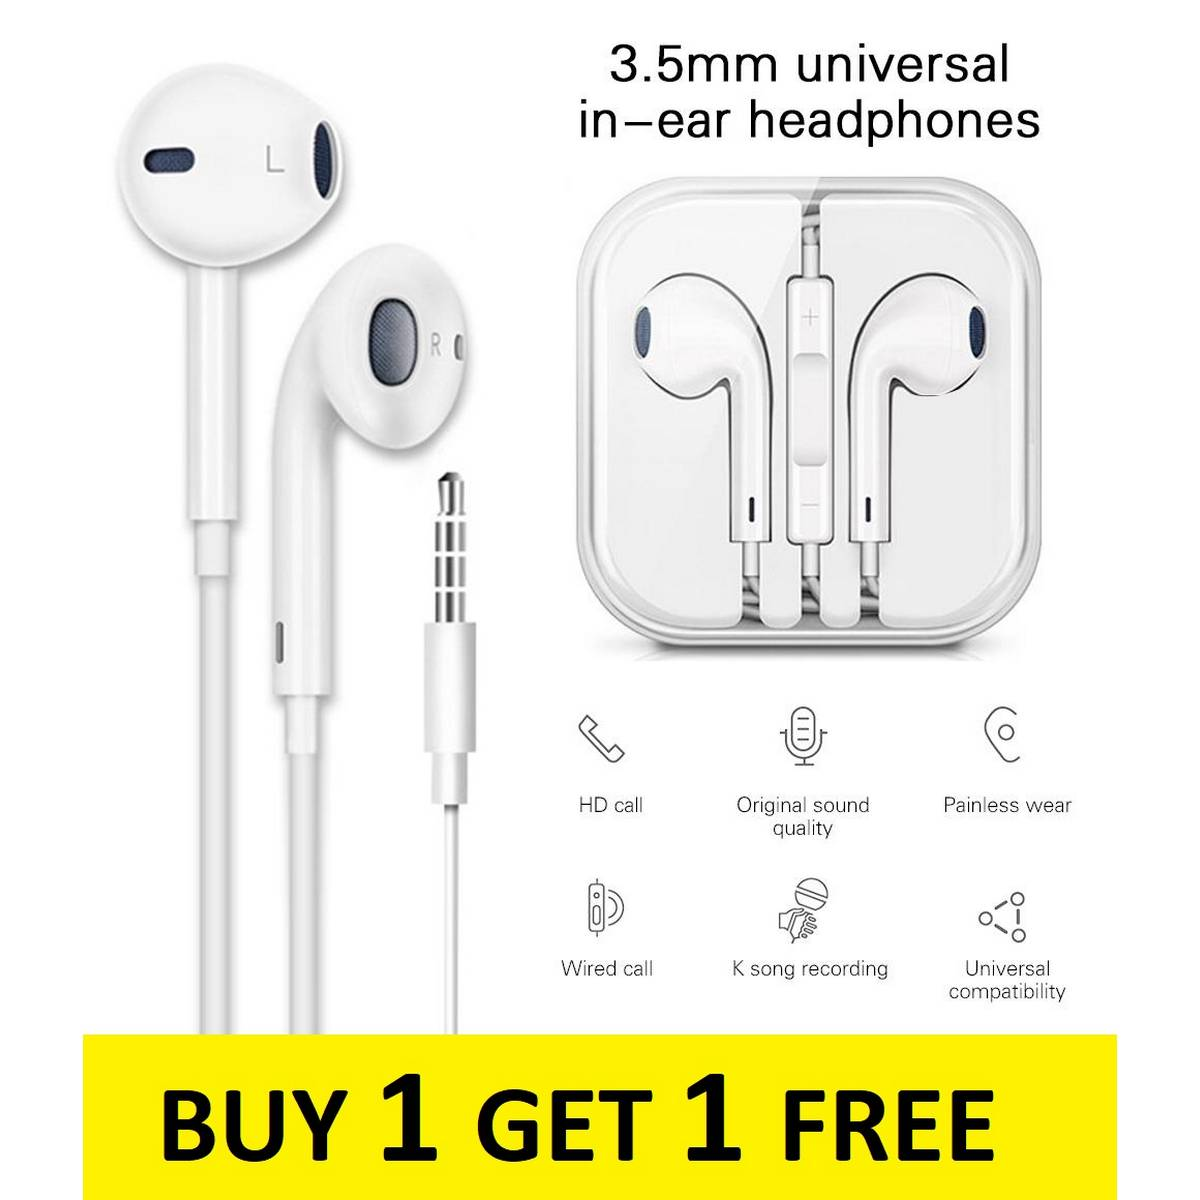 3.5mm universal
in-ear headphones
L
R
+
−
HD call
Original sound
quality
Painless wear
Wired call
K song recording
Universal
compatibility
BUY 1 GET 1 FREE